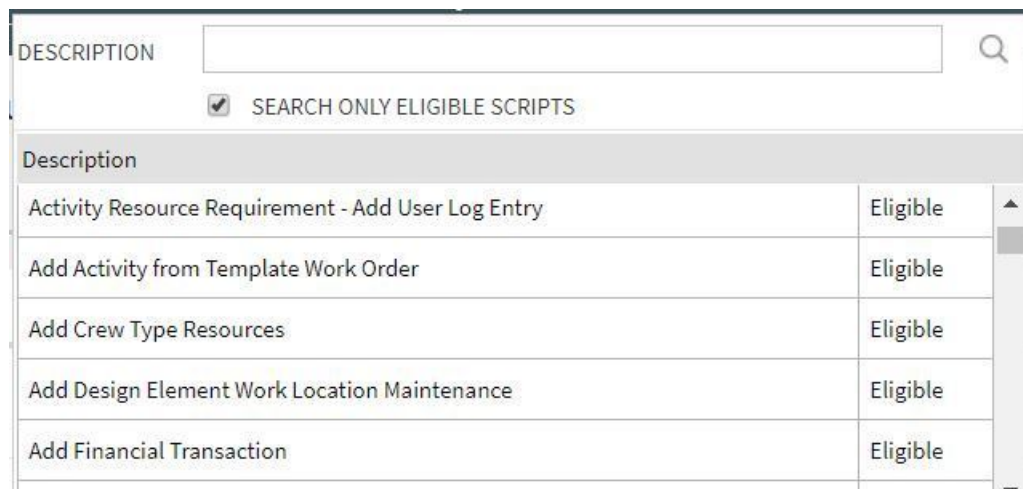 DESCRIPTION
SEARCH ONLY ELIGIBLE SCRIPTS
Description
Activity Resource Requirement - Add User Log Entry Eligible
Add Activity from Template Work Order Eligible
Add Crew Type Resources Eligible
Add Design Element Work Location Maintenance Eligible
Add Financial Transaction Eligible